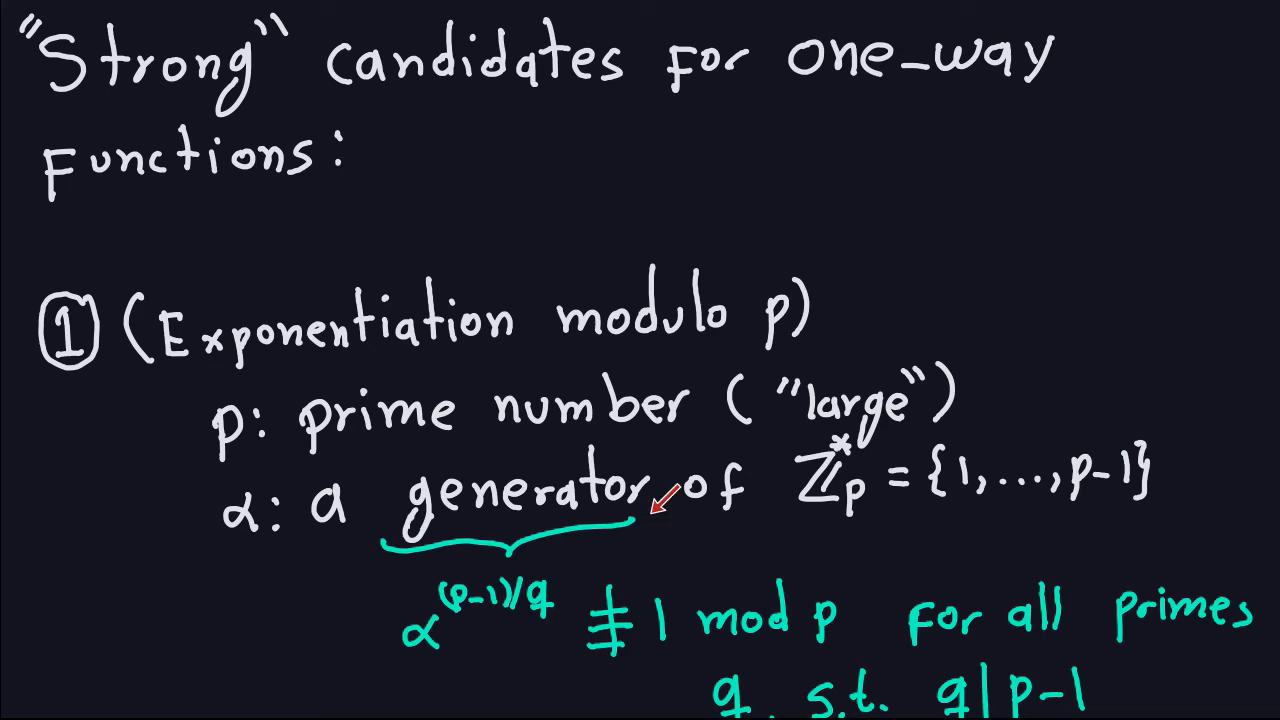 "Strong" candidates for one-way
Functions:
① (Exponentiation modulo p)
p: prime number ("large")
α: a generator of ℤ*ₚ = {1,...,p-1}
α^(p-1)/q ≢ 1 mod p for all primes
q s.t. q | p-1